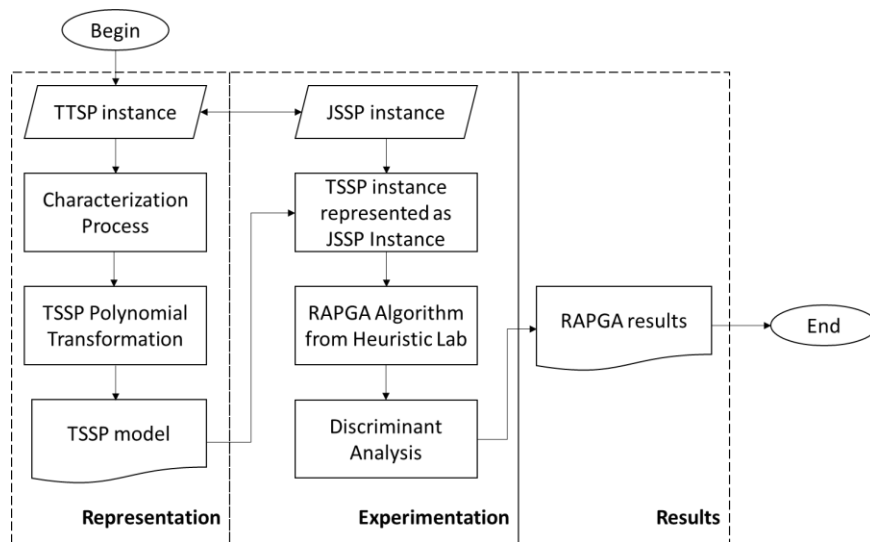 Begin
TTSP instance
Characterization
Process
TSSP Polynomial
Transformation
TSSP model
Representation
JSSP instance
TSSP instance
represented as
JSSP Instance
RAPGA Algorithm
from Heuristic Lab
Discriminant
Analysis
Experimentation
RAPGA results
Results
End